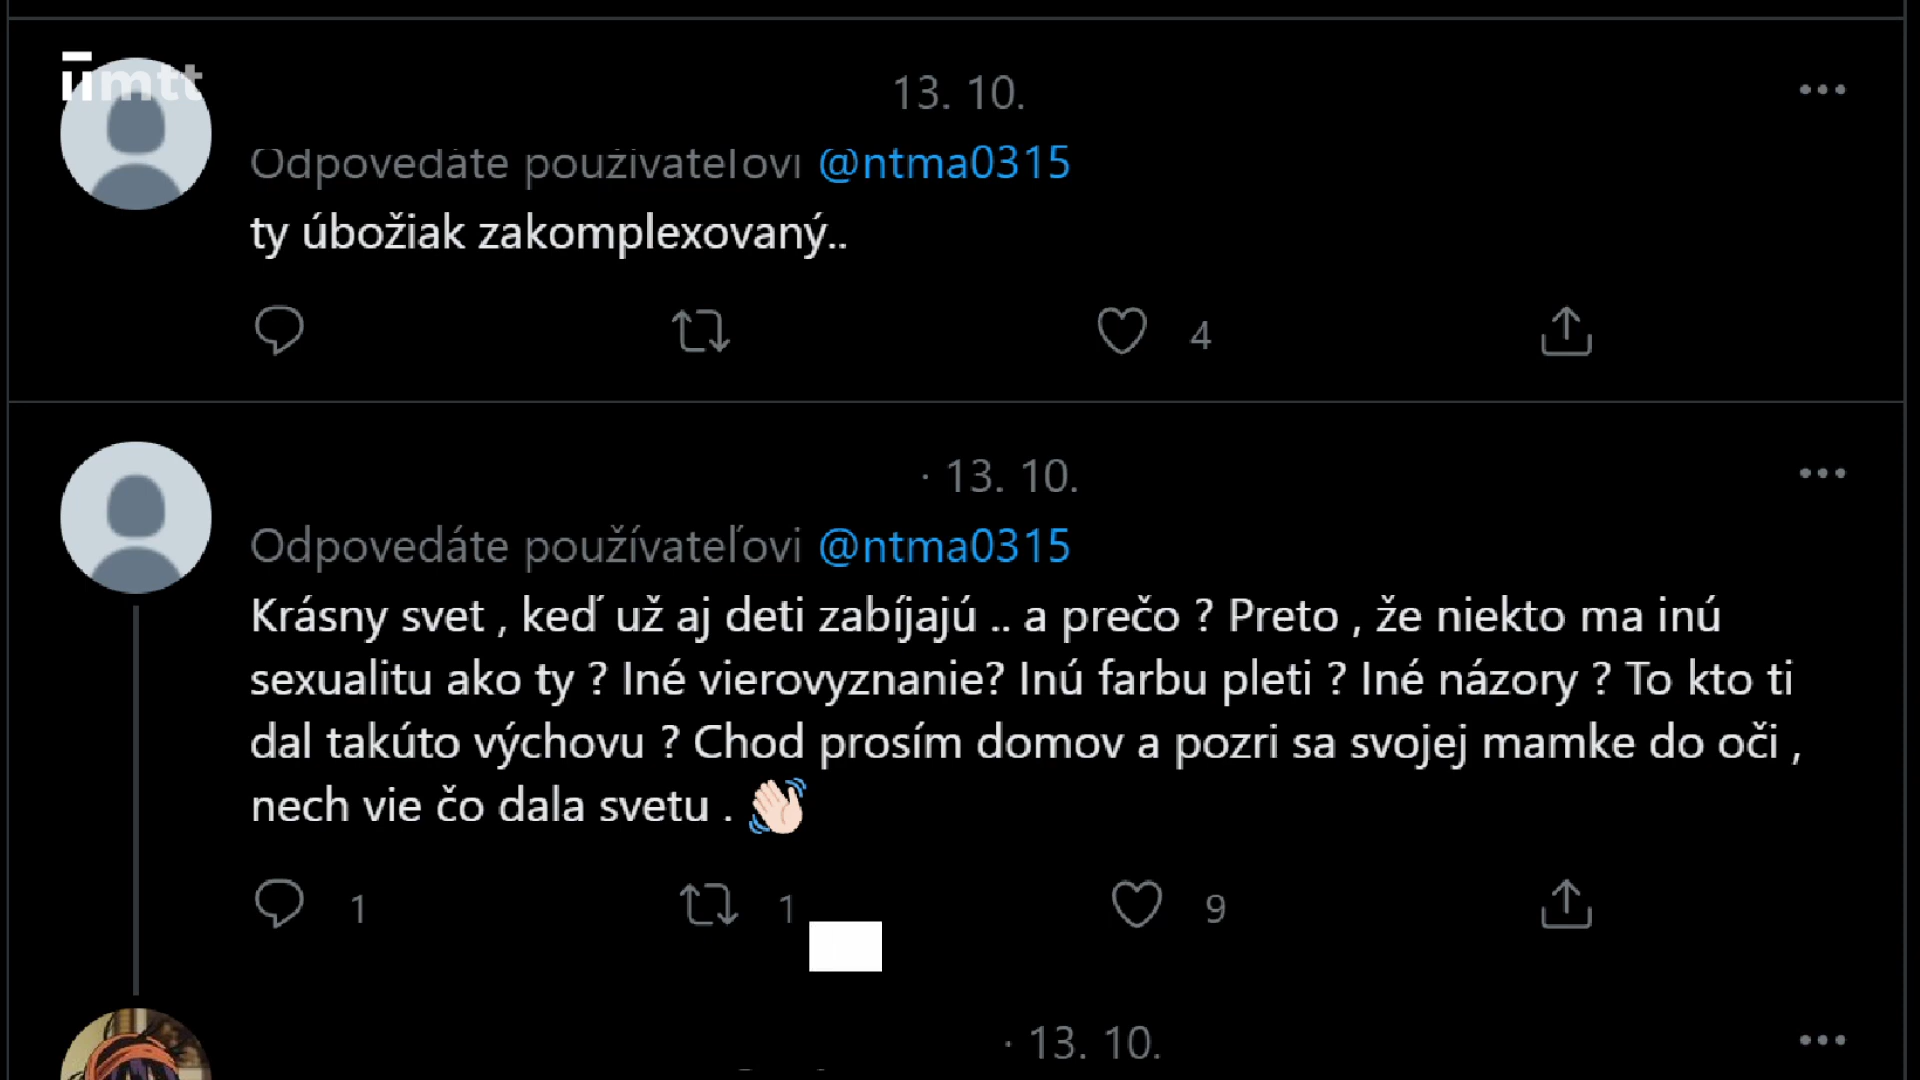 iimtt
13. 10.
Odpovedáte používateľovi @ntma0315
ty úbožiak zakomplexovaný..
4
· 13. 10.
Odpovedáte používateľovi @ntma0315
Krásny svet , keď už aj deti zabíjajú .. a prečo ? Preto , že niekto ma inú
sexualitu ako ty ? Iné vierovyznanie? Inú farbu pleti ? Iné názory ? To kto ti
dal takúto výchovu ? Chod prosím domov a pozri sa svojej mamke do oči ,
nech vie čo dala svetu . 👋🏻
1 1 9
· 13. 10.